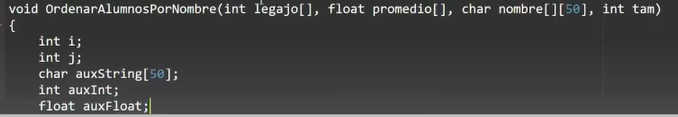 void OrdenarAlumnosPorNombre(int legajo[], float promedio[], char nombre[][50], int tam)
{
int i;
int j;
char auxString[50];
int auxInt;
float auxFloat;